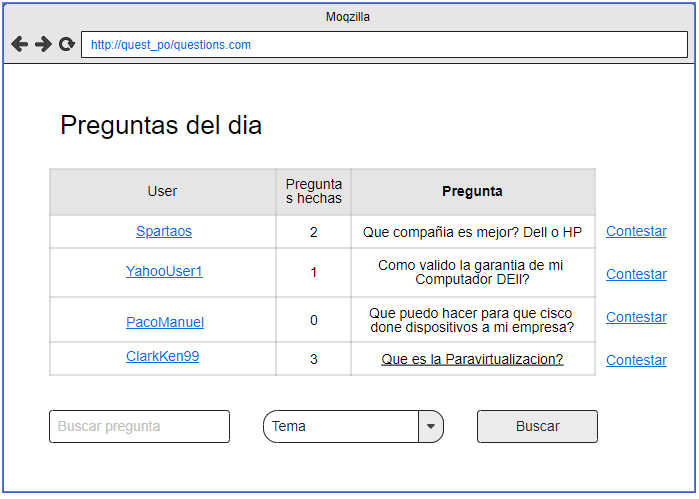 Moqzilla
http://quest_po/questions.com
Preguntas del dia
User
Pregunta
s hechas
Pregunta
Spartaos
2
Que compañia es mejor? Dell o HP
Contestar
YahooUser1
1
Como valido la garantia de mi
Computador DEll?
Contestar
PacoManuel
0
Que puedo hacer para que cisco
done dispositivos a mi empresa?
Contestar
ClarkKen99
3
Que es la Paravirtualizacion?
Contestar
Buscar pregunta
Tema
Buscar